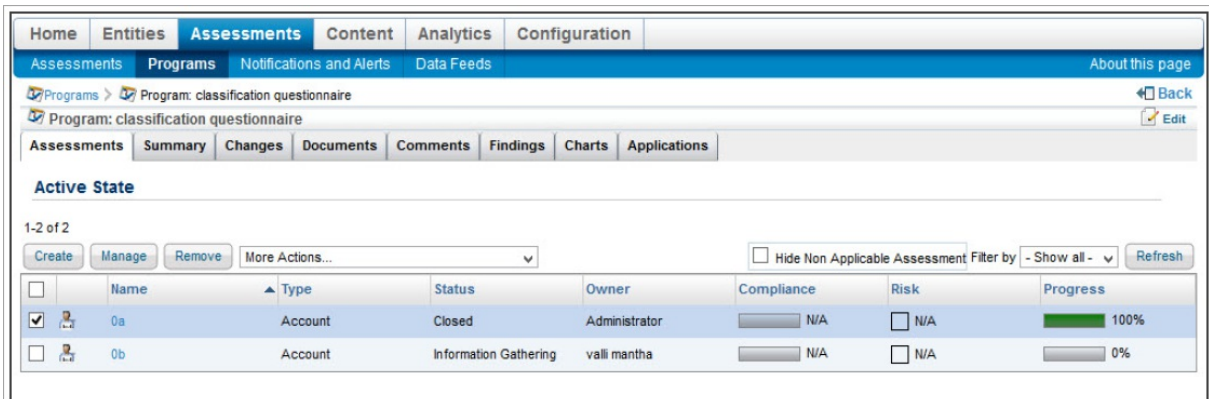 Home Entities Assessments Content Analytics Configuration
Assessments Programs Notifications and Alerts Data Feeds About this page
Programs > Program: classification questionnaire Back
Program: classification questionnaire Edit
Assessments Summary Changes Documents Comments Findings Charts Applications
Active State
1-2 of 2
Create Manage Remove More Actions... Hide Non Applicable Assessment Filter by - Show all - Refresh
Name Type Status Owner Compliance Risk Progress
0a Account Closed Administrator N/A N/A 100%
0b Account Information Gathering valli mantha N/A N/A 0%